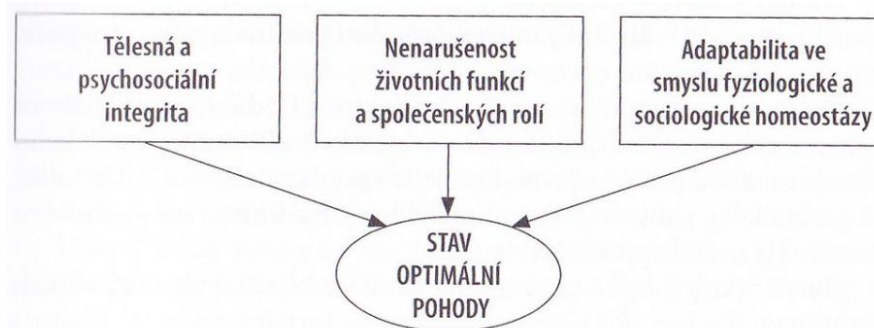 Tělesná a
psychosociální
integrita
Nenarušenost
životních funkcí
a společenských rolí
Adaptabilita ve
smyslu fyziologické a
sociologické homeostázy
STAV
OPTIMÁLNÍ
POHODY